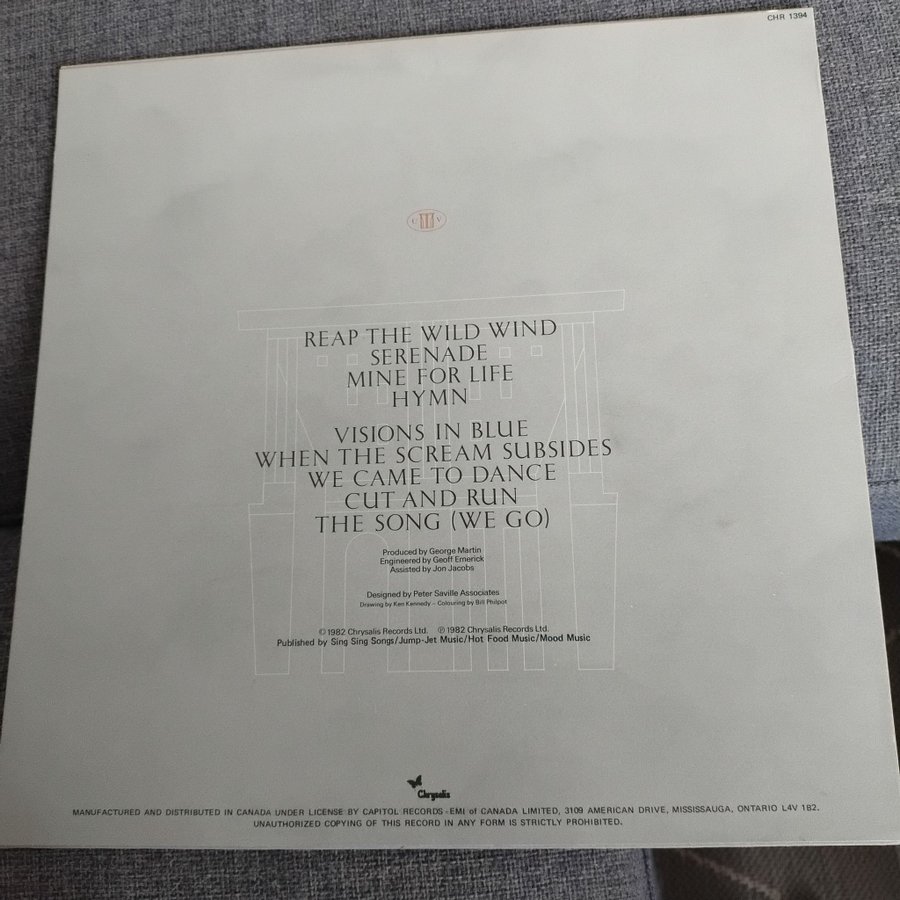 CHR 1394
U V
REAP THE WILD WIND
SERENADE
MINE FOR LIFE
HYMN
VISIONS IN BLUE
WHEN THE SCREAM SUBSIDES
WE CAME TO DANCE
CUT AND RUN
THE SONG (WE GO)
Produced by George Martin
Engineered by Geoff Emerick
Assisted by Jon Jacobs
Designed by Peter Saville Associates
Drawing by Ken Kennedy – Colouring by Bill Philpot
© 1982 Chrysalis Records Ltd. ℗ 1982 Chrysalis Records Ltd.
Published by Sing Sing Songs/Jump-Jet Music/Hot Food Music/Mood Music
Chrysalis
MANUFACTURED AND DISTRIBUTED IN CANADA UNDER LICENSE BY CAPITOL RECORDS - EMI of CANADA LIMITED, 3109 AMERICAN DRIVE, MISSISSAUGA, ONTARIO L4V 1B2.
UNAUTHORIZED COPYING OF THIS RECORD IN ANY FORM IS STRICTLY PROHIBITED.